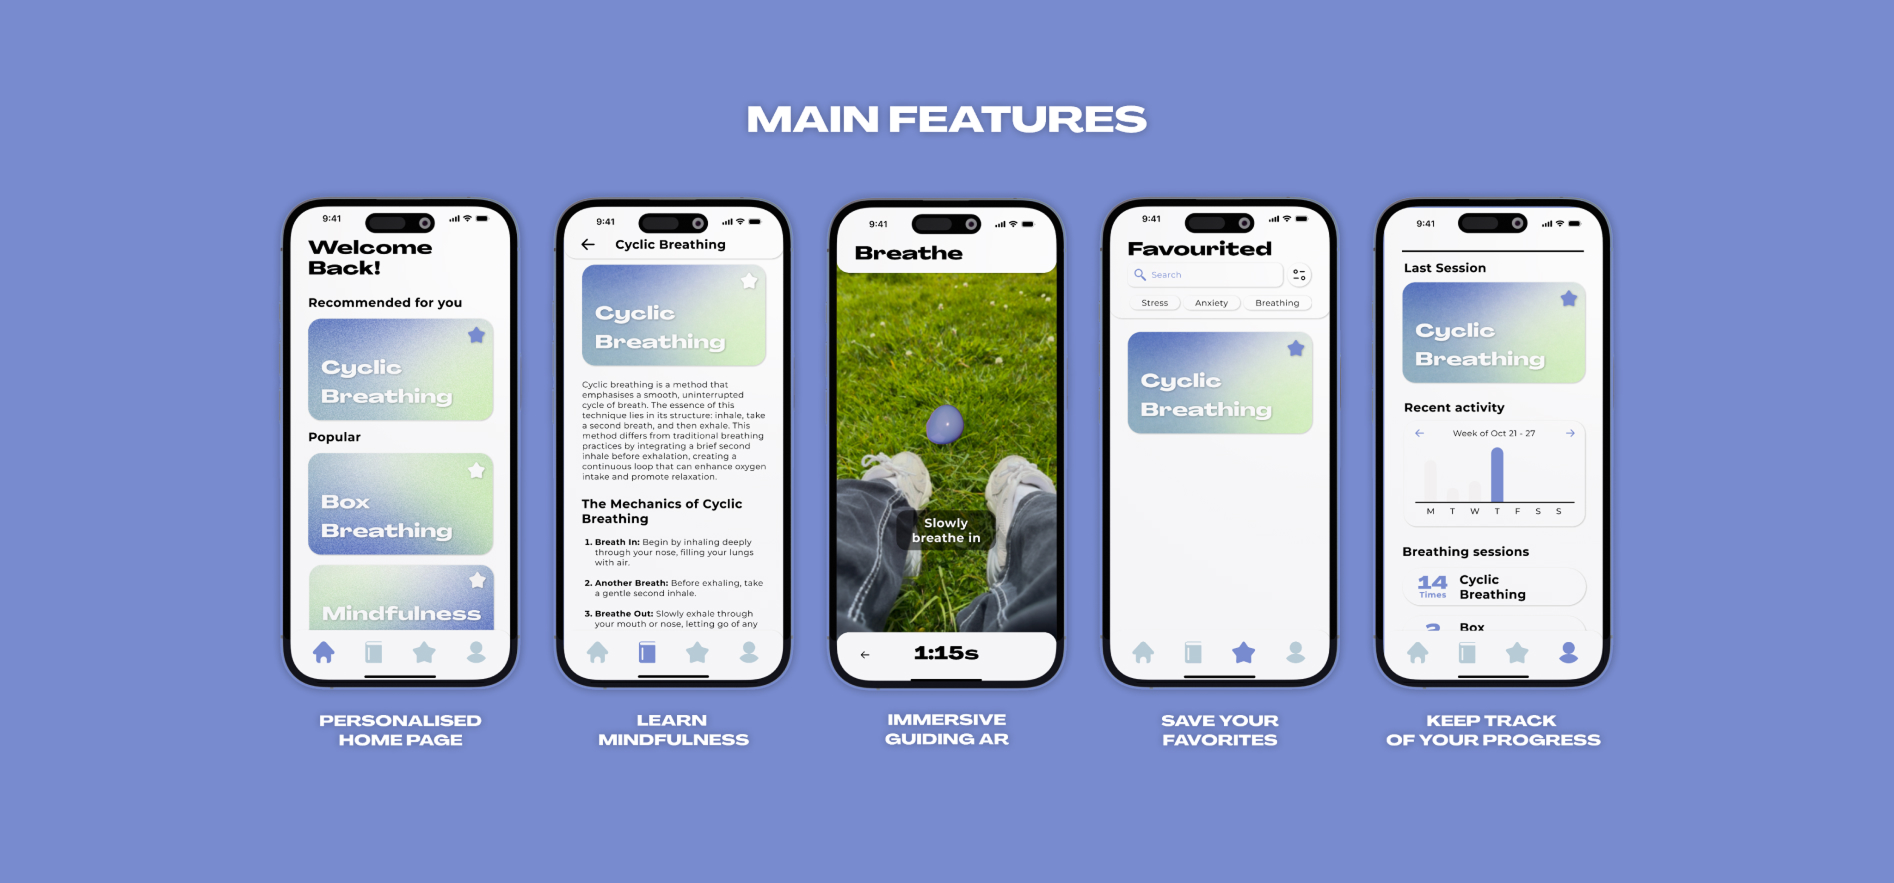 MAIN FEATURES
9:41
Welcome
Back!
Recommended for you
Cyclic
Breathing
Popular
Box
Breathing
Mindfulness
PERSONALISED
HOME PAGE
9:41
Cyclic Breathing
Cyclic
Breathing
Cyclic breathing is a method that
emphasises a smooth, uninterrupted
cycle of breath. The essence of this
technique lies in its structure: inhale, take
a second breath, and then exhale. This
method differs from traditional breathing
practices by integrating a brief second
inhale before exhalation, creating a
continuous loop that can enhance oxygen
intake and promote relaxation.
The Mechanics of Cyclic
Breathing
1. Breath In: Begin by inhaling deeply
through your nose, filling your lungs
with air.
2. Another Breath: Before exhaling, take
a gentle second inhale.
3. Breathe Out: Slowly exhale through
your mouth or nose, letting go of any
LEARN
MINDFULNESS
9:41
Breathe
Slowly
breathe in
1:15s
IMMERSIVE
GUIDING AR
9:41
Favourited
Search
Stress Anxiety Breathing
Cyclic
Breathing
SAVE YOUR
FAVORITES
9:41
Last Session
Cyclic
Breathing
Recent activity
Week of Oct 21 - 27
M T W T F S S
Breathing sessions
14 Times
Cyclic
Breathing
Box
KEEP TRACK
OF YOUR PROGRESS